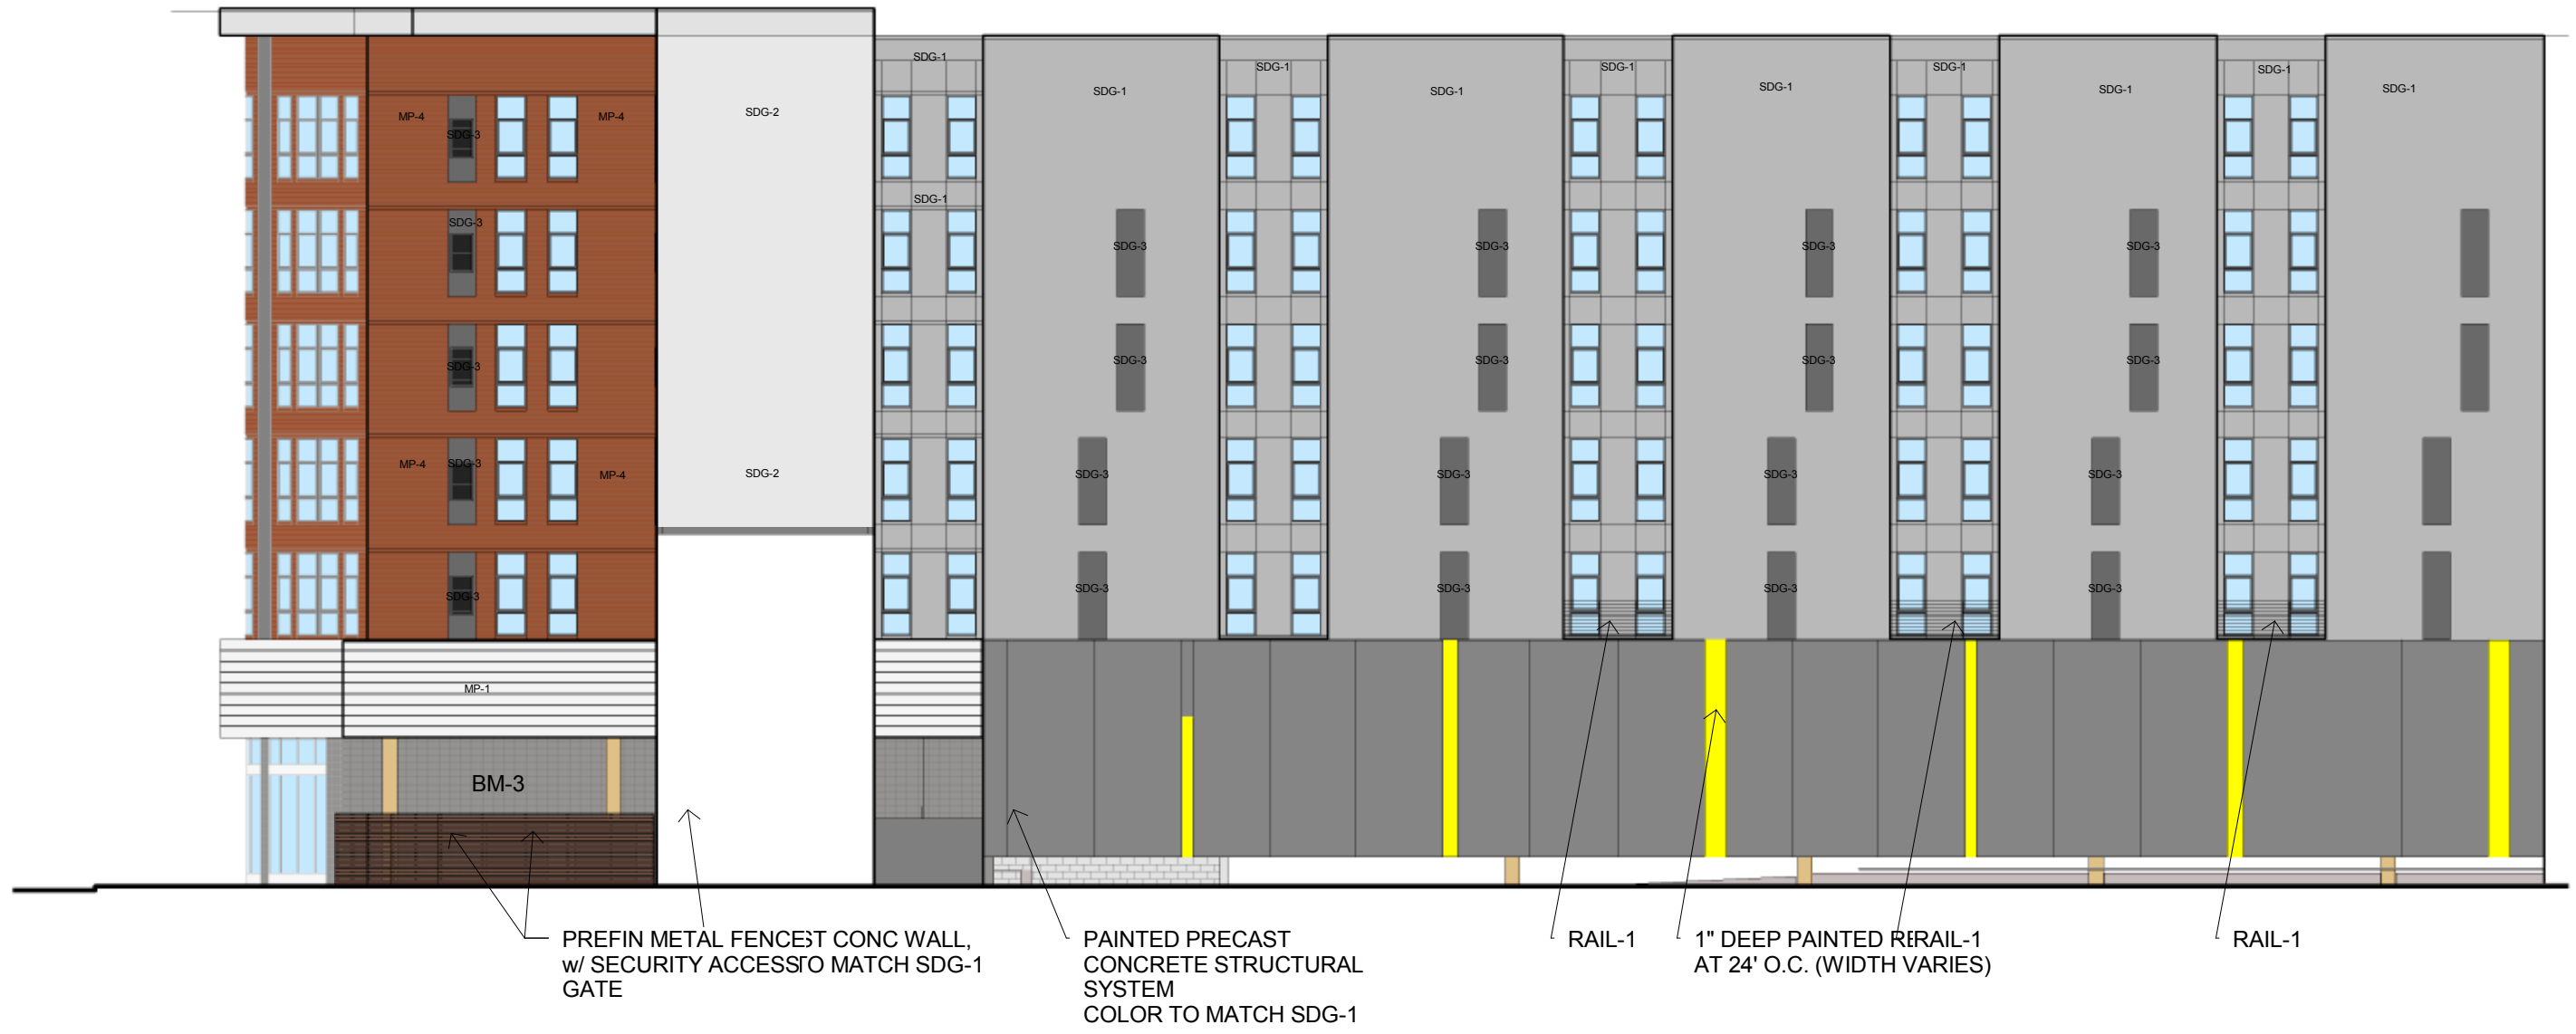 SDG-1
SDG-1
SDG-1
SDG-1
SDG-1
SDG-1
SDG-1
SDG-1
SDG-1
SDG-1
MP-4
SDG-3
MP-4
SDG-2
SDG-1
SDG-3
SDG-3
SDG-3
SDG-3
SDG-3
SDG-3
SDG-3
SDG-3
SDG-3
SDG-3
MP-4
SDG-3
MP-4
SDG-2
SDG-3
SDG-3
SDG-3
SDG-3
SDG-3
SDG-3
SDG-3
SDG-3
SDG-3
MP-1
BM-3
PREFIN METAL FENCE
w/ SECURITY ACCESS
GATE
CONC WALL,
TO MATCH SDG-1
PAINTED PRECAST
CONCRETE STRUCTURAL
SYSTEM
COLOR TO MATCH SDG-1
RAIL-1
1" DEEP PAINTED
AT 24' O.C. (WIDTH VARIES)
RAIL-1
RAIL-1